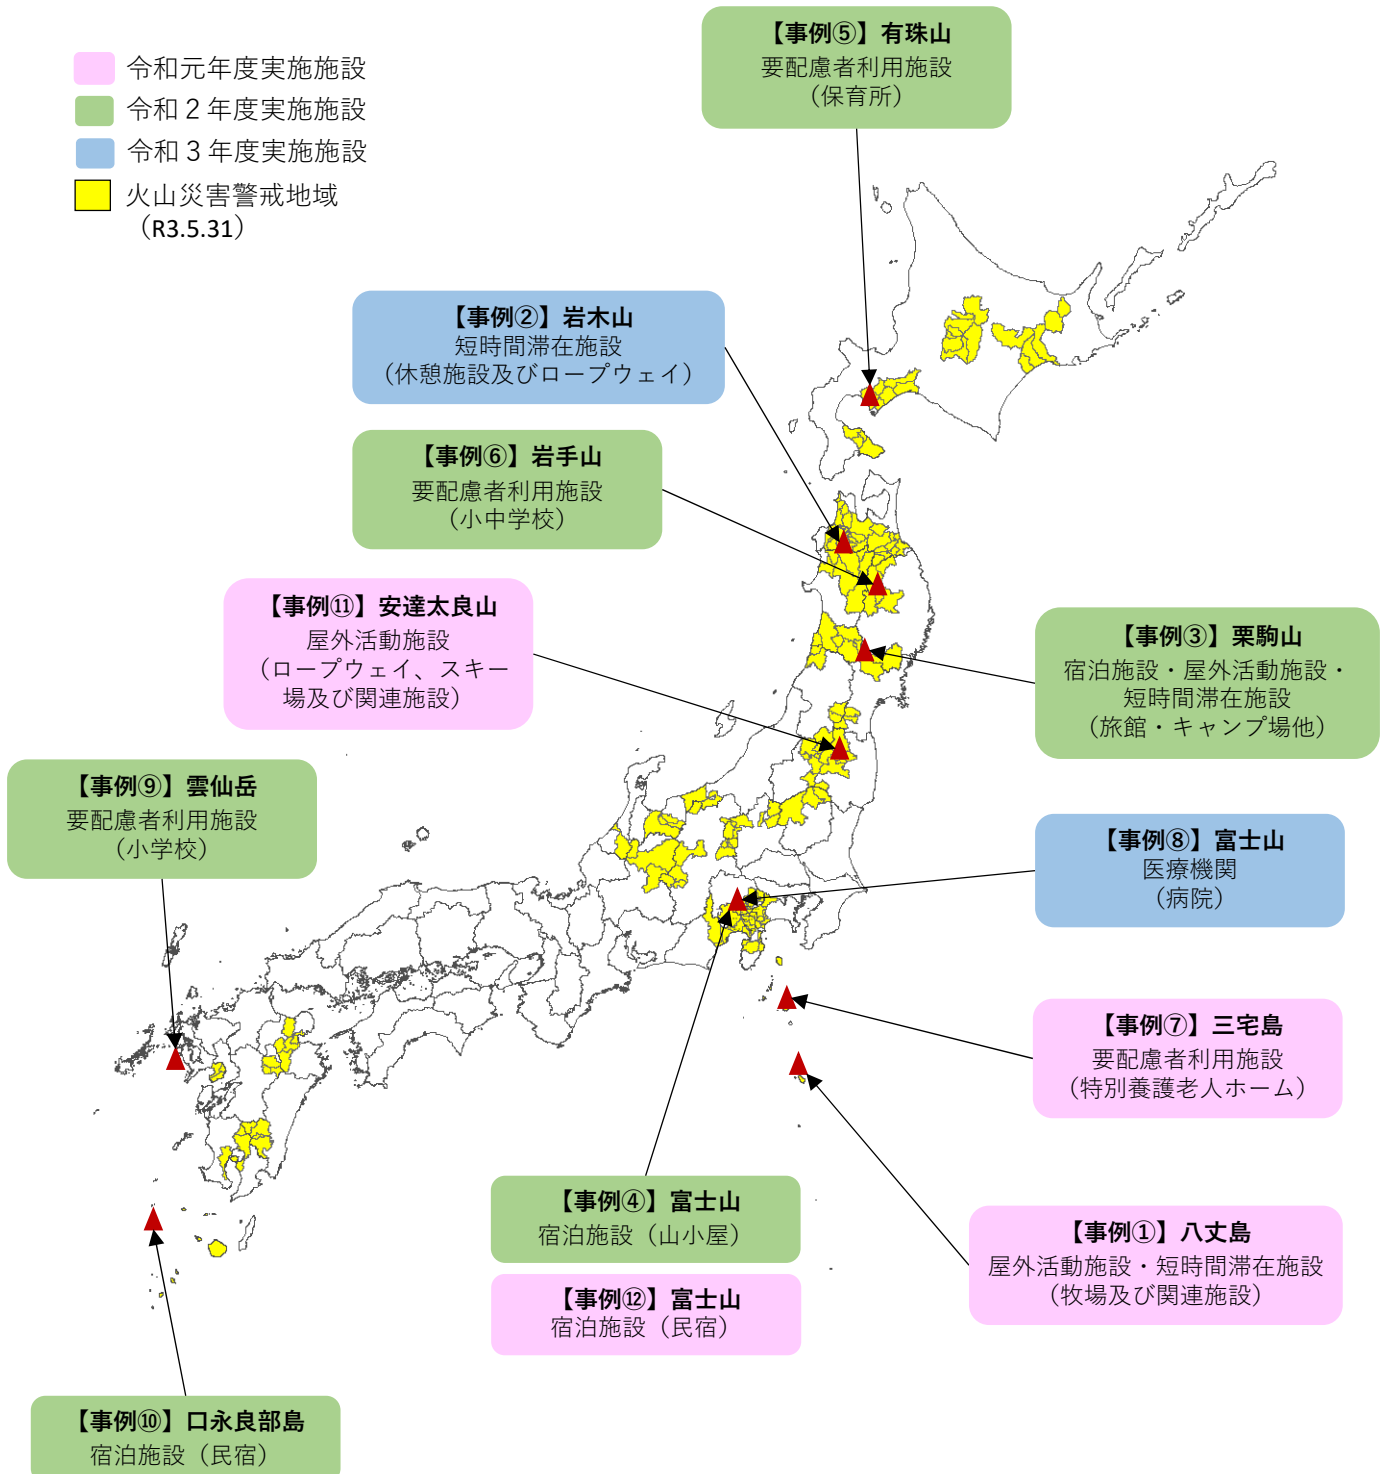 令和元年度実施施設
令和２年度実施施設
令和３年度実施施設
火山災害警戒地域
（R3.5.31）
【事例⑤】有珠山
要配慮者利用施設
（保育所）
【事例②】岩木山
短時間滞在施設
（休憩施設及びロープウェイ）
【事例⑥】岩手山
要配慮者利用施設
（小中学校）
【事例⑪】安達太良山
屋外活動施設
（ロープウェイ、スキー
場及び関連施設）
【事例③】栗駒山
宿泊施設・屋外活動施設・
短時間滞在施設
（旅館・キャンプ場他）
【事例⑨】雲仙岳
要配慮者利用施設
（小学校）
【事例⑧】富士山
医療機関
（病院）
【事例⑦】三宅島
要配慮者利用施設
（特別養護老人ホーム）
【事例④】富士山
宿泊施設（山小屋）
【事例⑫】富士山
宿泊施設（民宿）
【事例①】八丈島
屋外活動施設・短時間滞在施設
（牧場及び関連施設）
【事例⑩】口永良部島
宿泊施設（民宿）